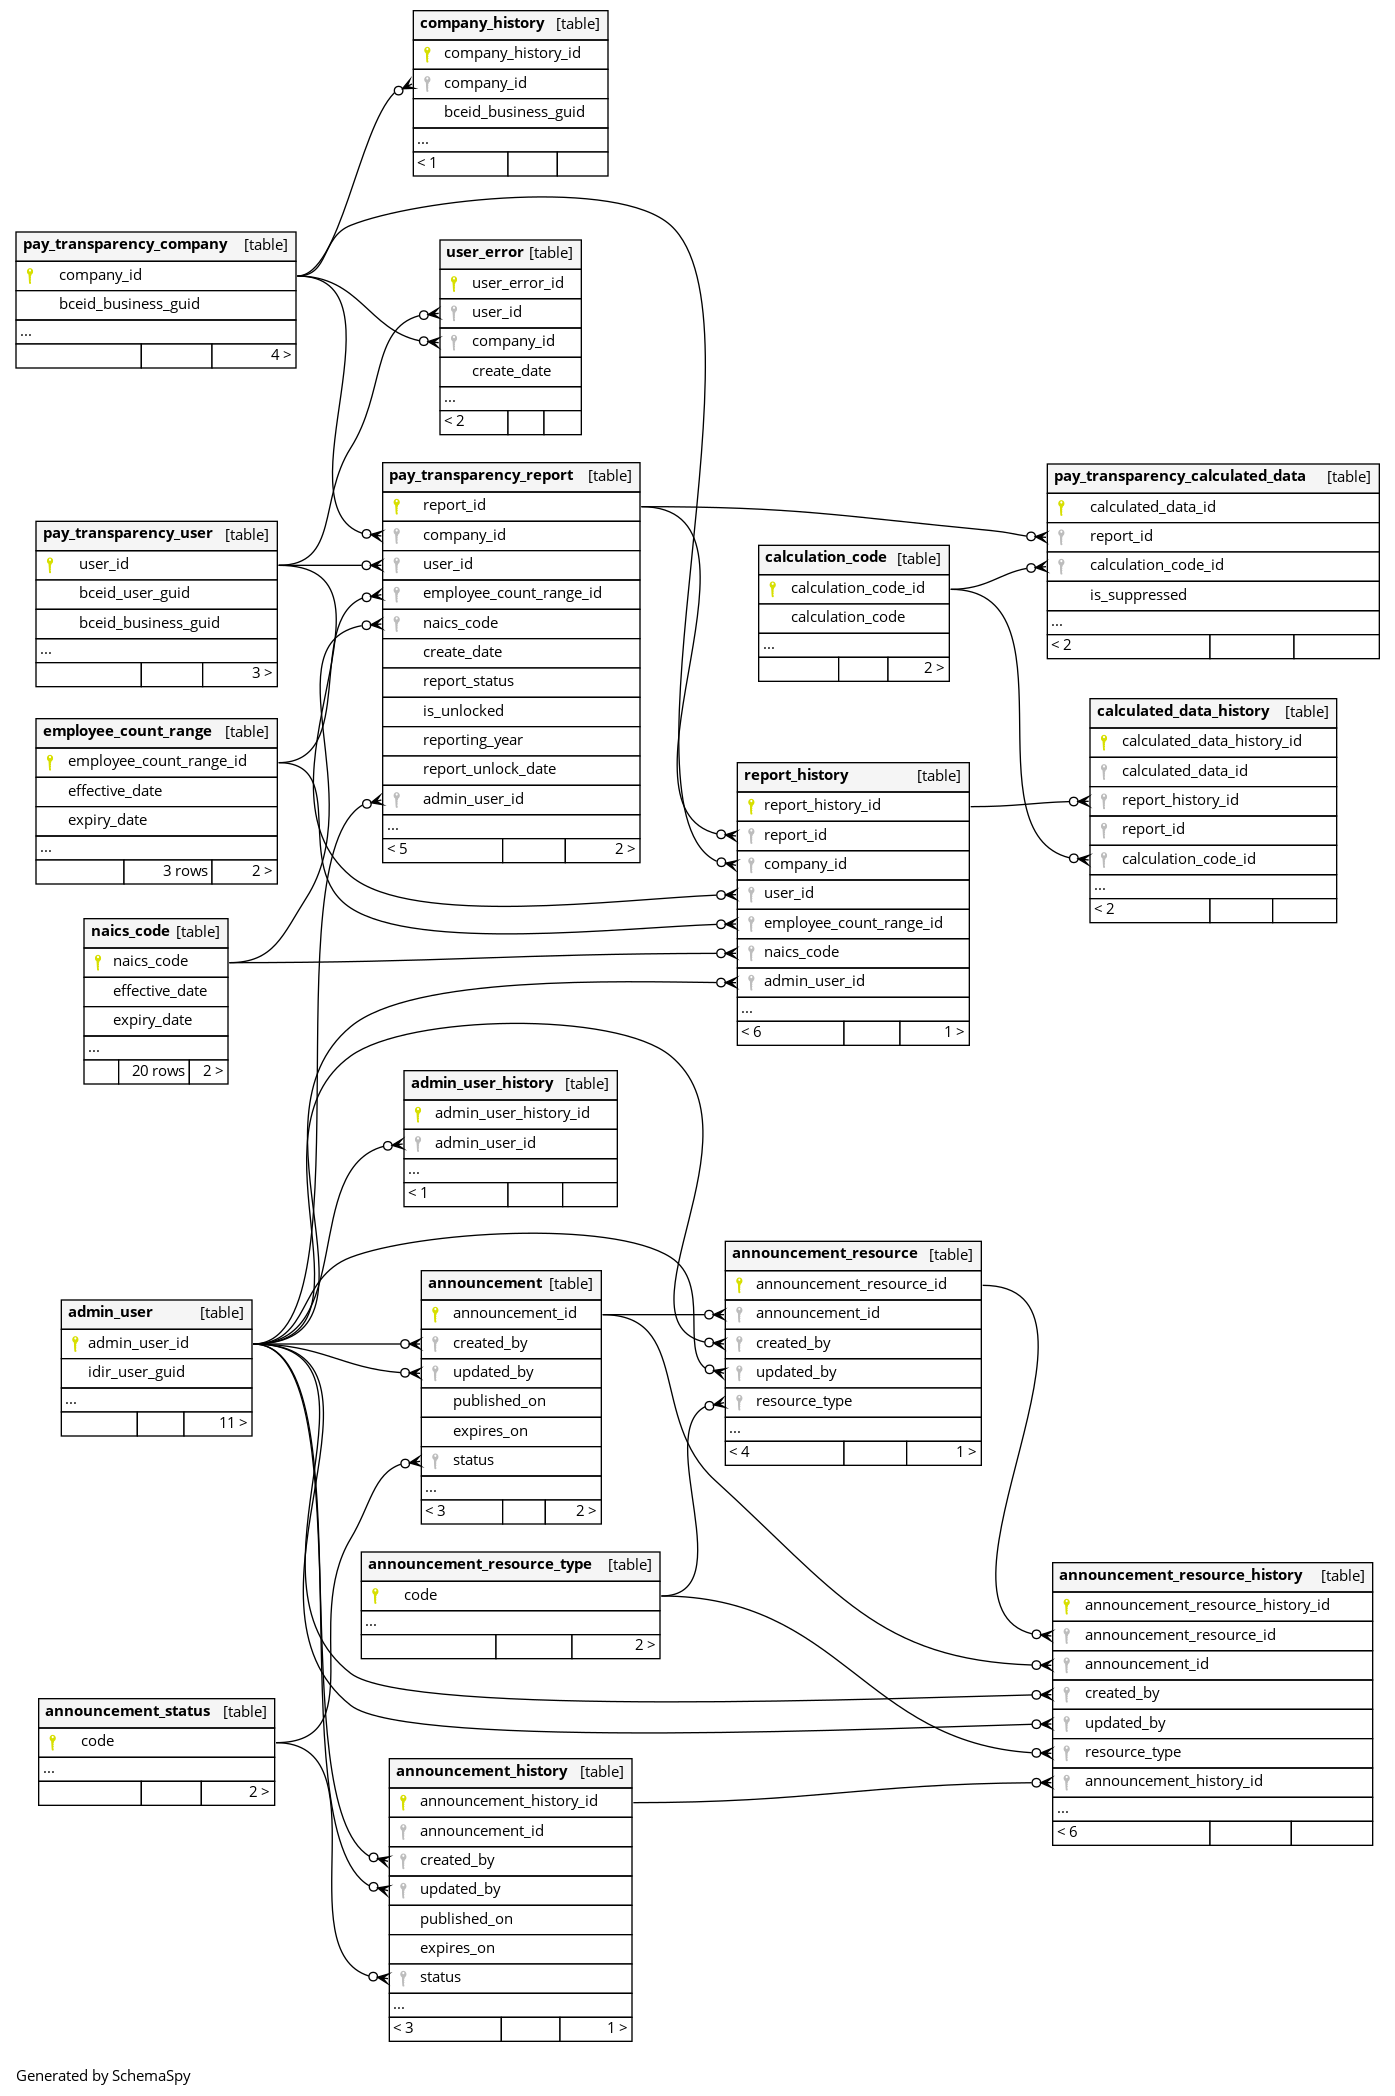 company_history [table]
company_history_id
company_id
bceid_business_guid
...
< 1
pay_transparency_company [table]
company_id
bceid_business_guid
...
4 >
user_error [table]
user_error_id
user_id
company_id
create_date
...
< 2
pay_transparency_report [table]
report_id
company_id
user_id
employee_count_range_id
naics_code
create_date
report_status
is_unlocked
reporting_year
report_unlock_date
admin_user_id
...
< 5 2 >
pay_transparency_calculated_data [table]
calculated_data_id
report_id
calculation_code_id
is_suppressed
...
< 2
pay_transparency_user [table]
user_id
bceid_user_guid
bceid_business_guid
...
3 >
calculation_code [table]
calculation_code_id
calculation_code
...
2 >
calculated_data_history [table]
calculated_data_history_id
calculated_data_id
report_history_id
report_id
calculation_code_id
...
< 2
employee_count_range [table]
employee_count_range_id
effective_date
expiry_date
...
3 rows 2 >
report_history [table]
report_history_id
report_id
company_id
user_id
employee_count_range_id
naics_code
admin_user_id
...
< 6 1 >
naics_code [table]
naics_code
effective_date
expiry_date
...
20 rows 2 >
admin_user_history [table]
admin_user_history_id
admin_user_id
...
< 1
announcement_resource [table]
announcement_resource_id
announcement_id
created_by
updated_by
resource_type
...
< 4 1 >
announcement [table]
announcement_id
created_by
updated_by
published_on
expires_on
status
...
< 3 2 >
admin_user [table]
admin_user_id
idir_user_guid
...
11 >
announcement_resource_type [table]
code
...
2 >
announcement_resource_history [table]
announcement_resource_history_id
announcement_resource_id
announcement_id
created_by
updated_by
resource_type
announcement_history_id
...
< 6
announcement_status [table]
code
...
2 >
announcement_history [table]
announcement_history_id
announcement_id
created_by
updated_by
published_on
expires_on
status
...
< 3 1 >
Generated by SchemaSpy